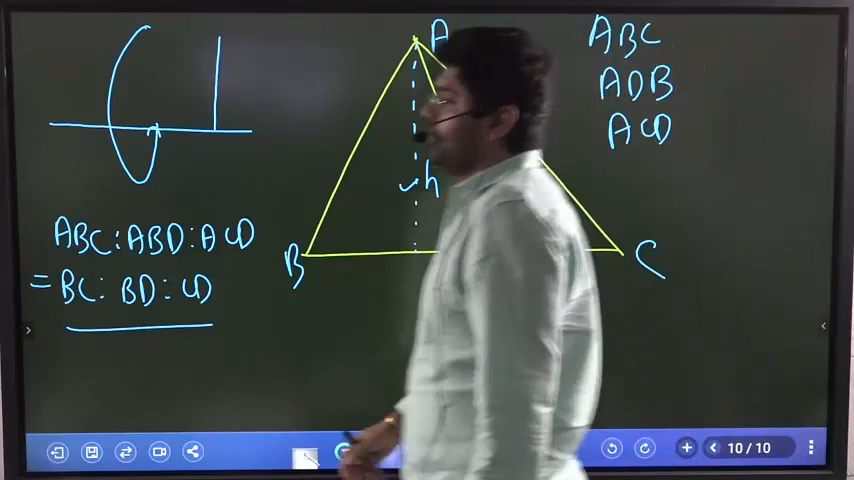 A
ABC
ADB
ACD
h
ABC:ABD:ACD
= BC: BD: CD
B
C
10/10